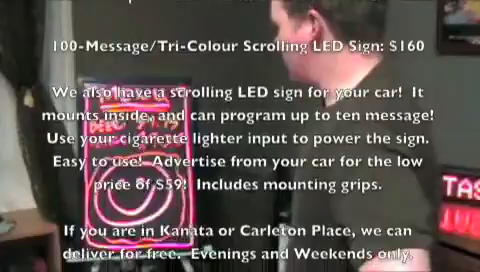 100-Message/Tri-Colour Scrolling LED Sign: $160
We also have a scrolling LED sign for your car!  It
mounts inside, and can program up to ten message!
Use your cigarette lighter input to power the sign.
Easy to use!  Advertise from your car for the low
price of $59!  Includes mounting grips.
If you are in Kanata or Carleton Place, we can
deliver for free.  Evenings and Weekends only.
TAS